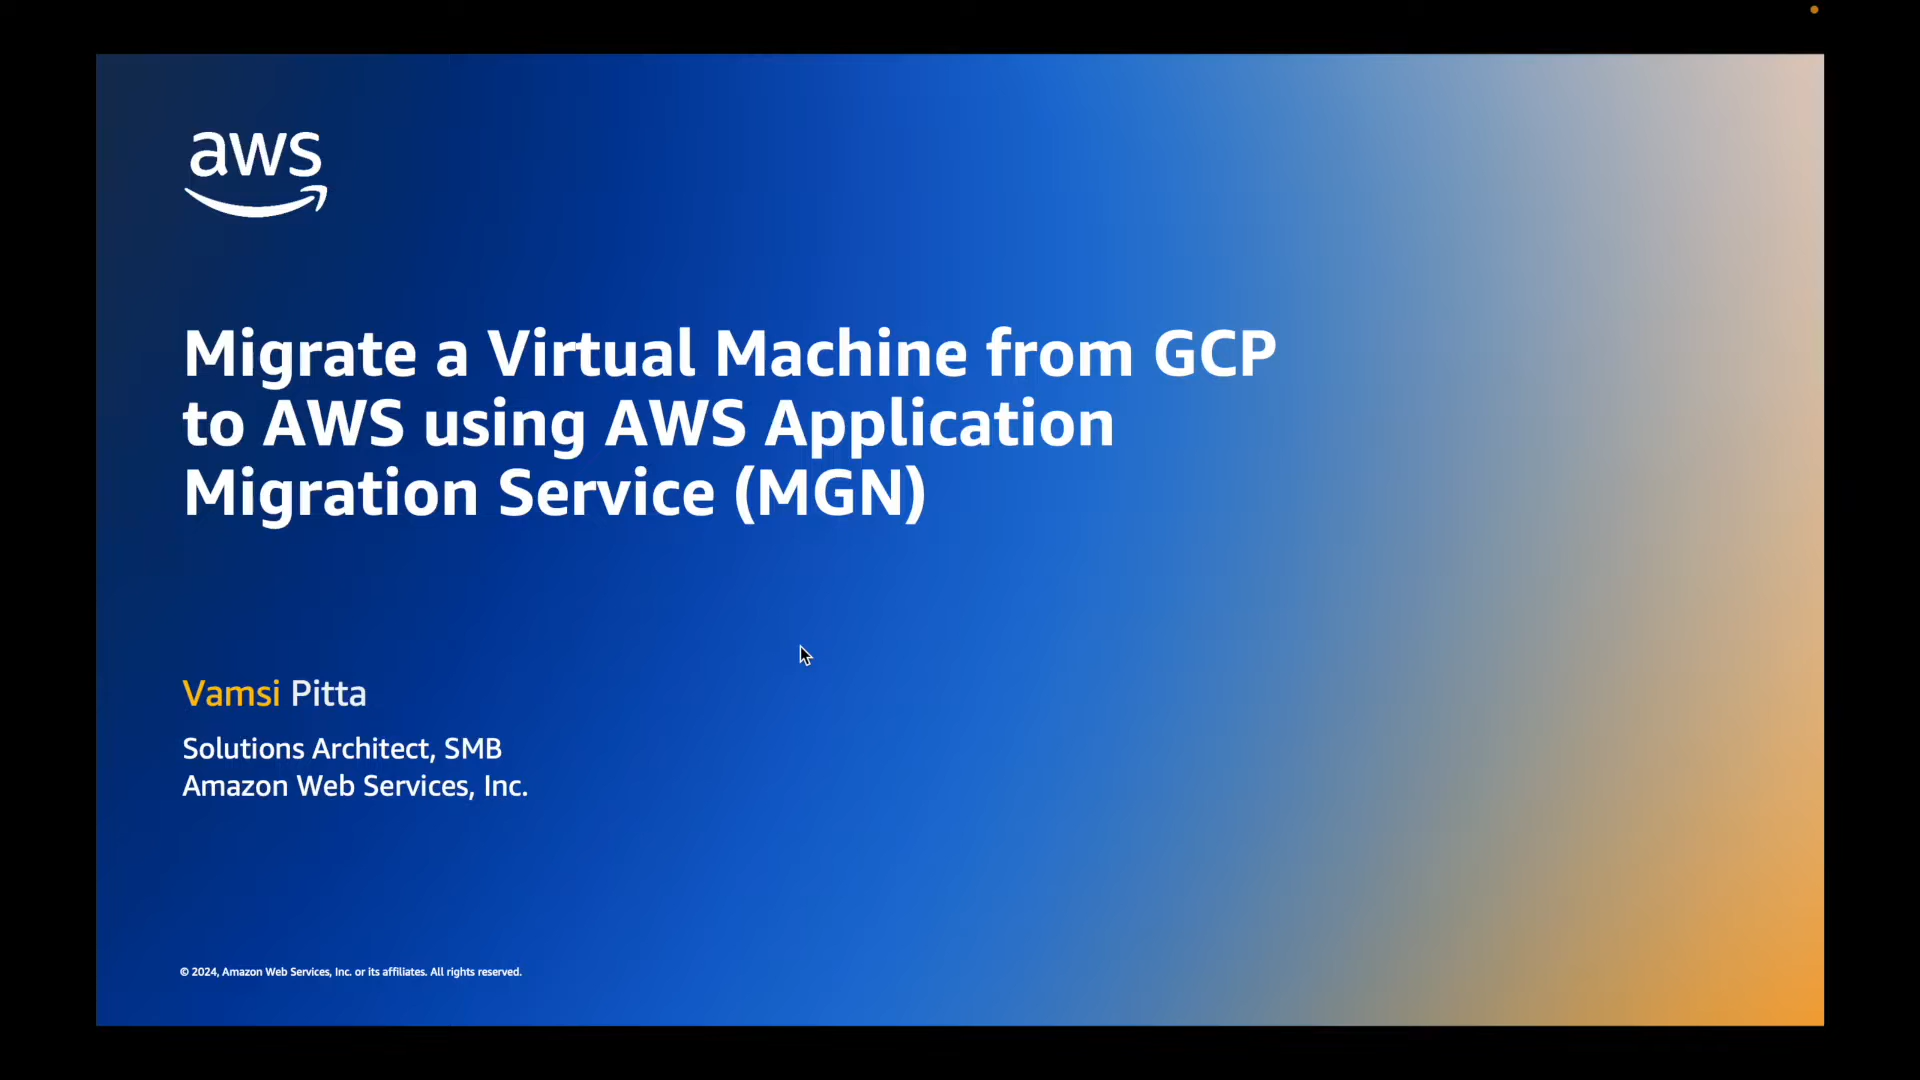 aws
Migrate a Virtual Machine from GCP
to AWS using AWS Application
Migration Service (MGN)
Vamsi Pitta
Solutions Architect, SMB
Amazon Web Services, Inc.
© 2024, Amazon Web Services, Inc. or its affiliates. All rights reserved.